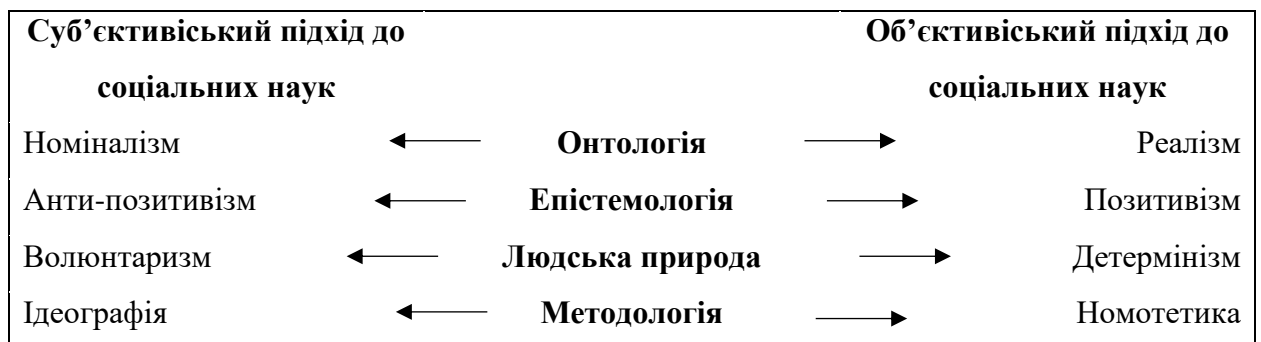 Суб’єктивіський підхід до Об’єктивіський підхід до
соціальних наук соціальних наук
Номіналізм Онтологія Реалізм
Анти-позитивізм Епістемологія Позитивізм
Волюнтаризм Людська природа Детермінізм
Ідеографія Методологія Номотетика